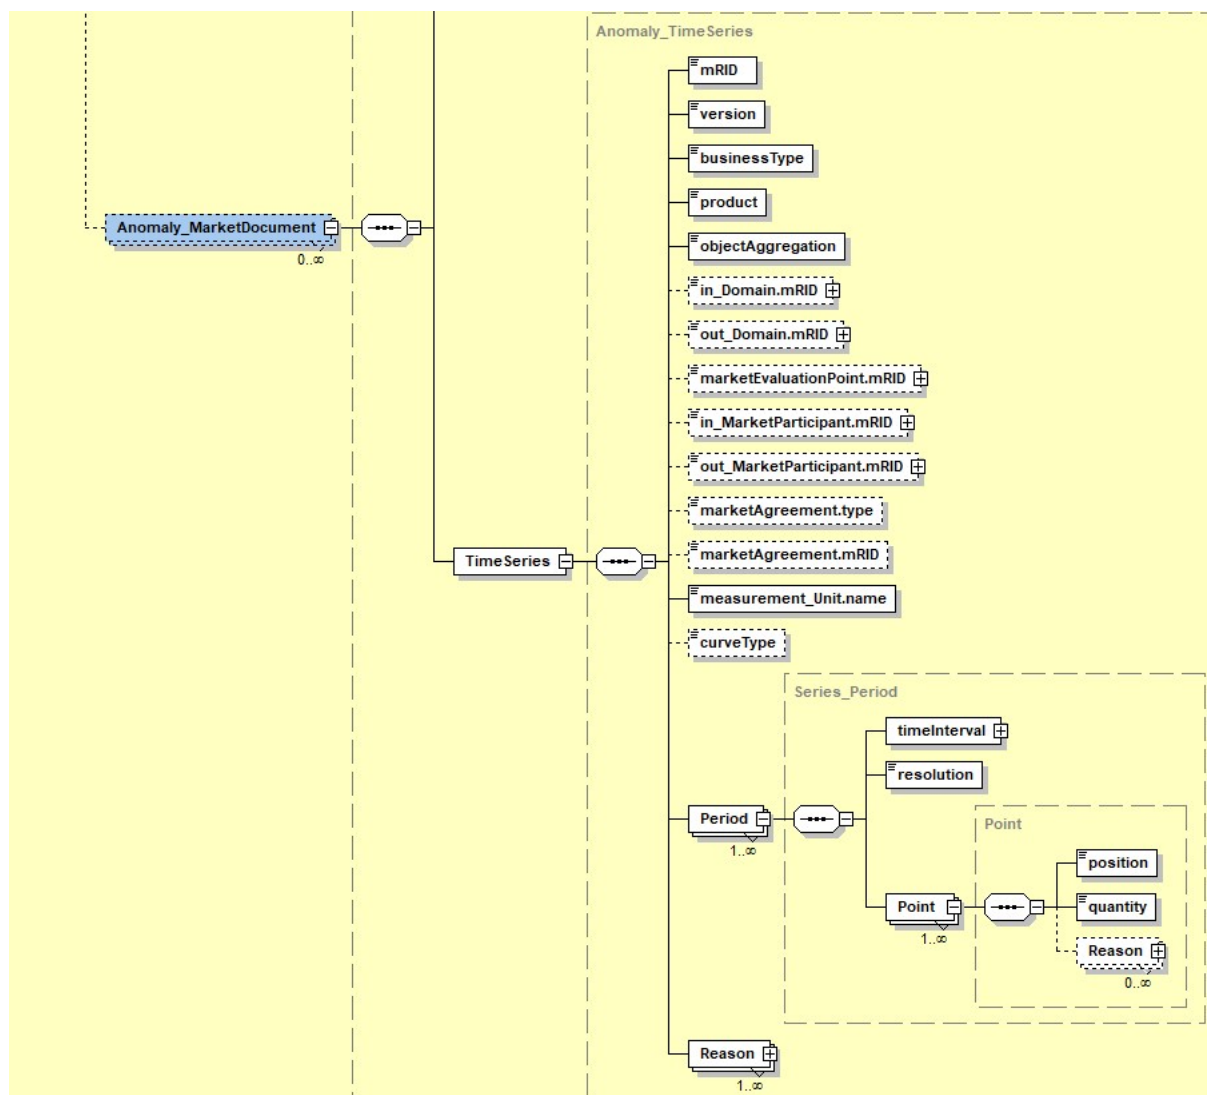 Anomaly_TimeSeries
mRID
version
businessType
product
Anomaly_MarketDocument
0..∞
objectAggregation
in_Domain.mRID
out_Domain.mRID
marketEvaluationPoint.mRID
in_MarketParticipant.mRID
out_MarketParticipant.mRID
marketAgreement.type
marketAgreement.mRID
TimeSeries
measurement_Unit.name
curveType
Series_Period
timeInterval
resolution
Period
1..∞
Point
position
Point
1..∞
quantity
Reason
0..∞
Reason
1..∞